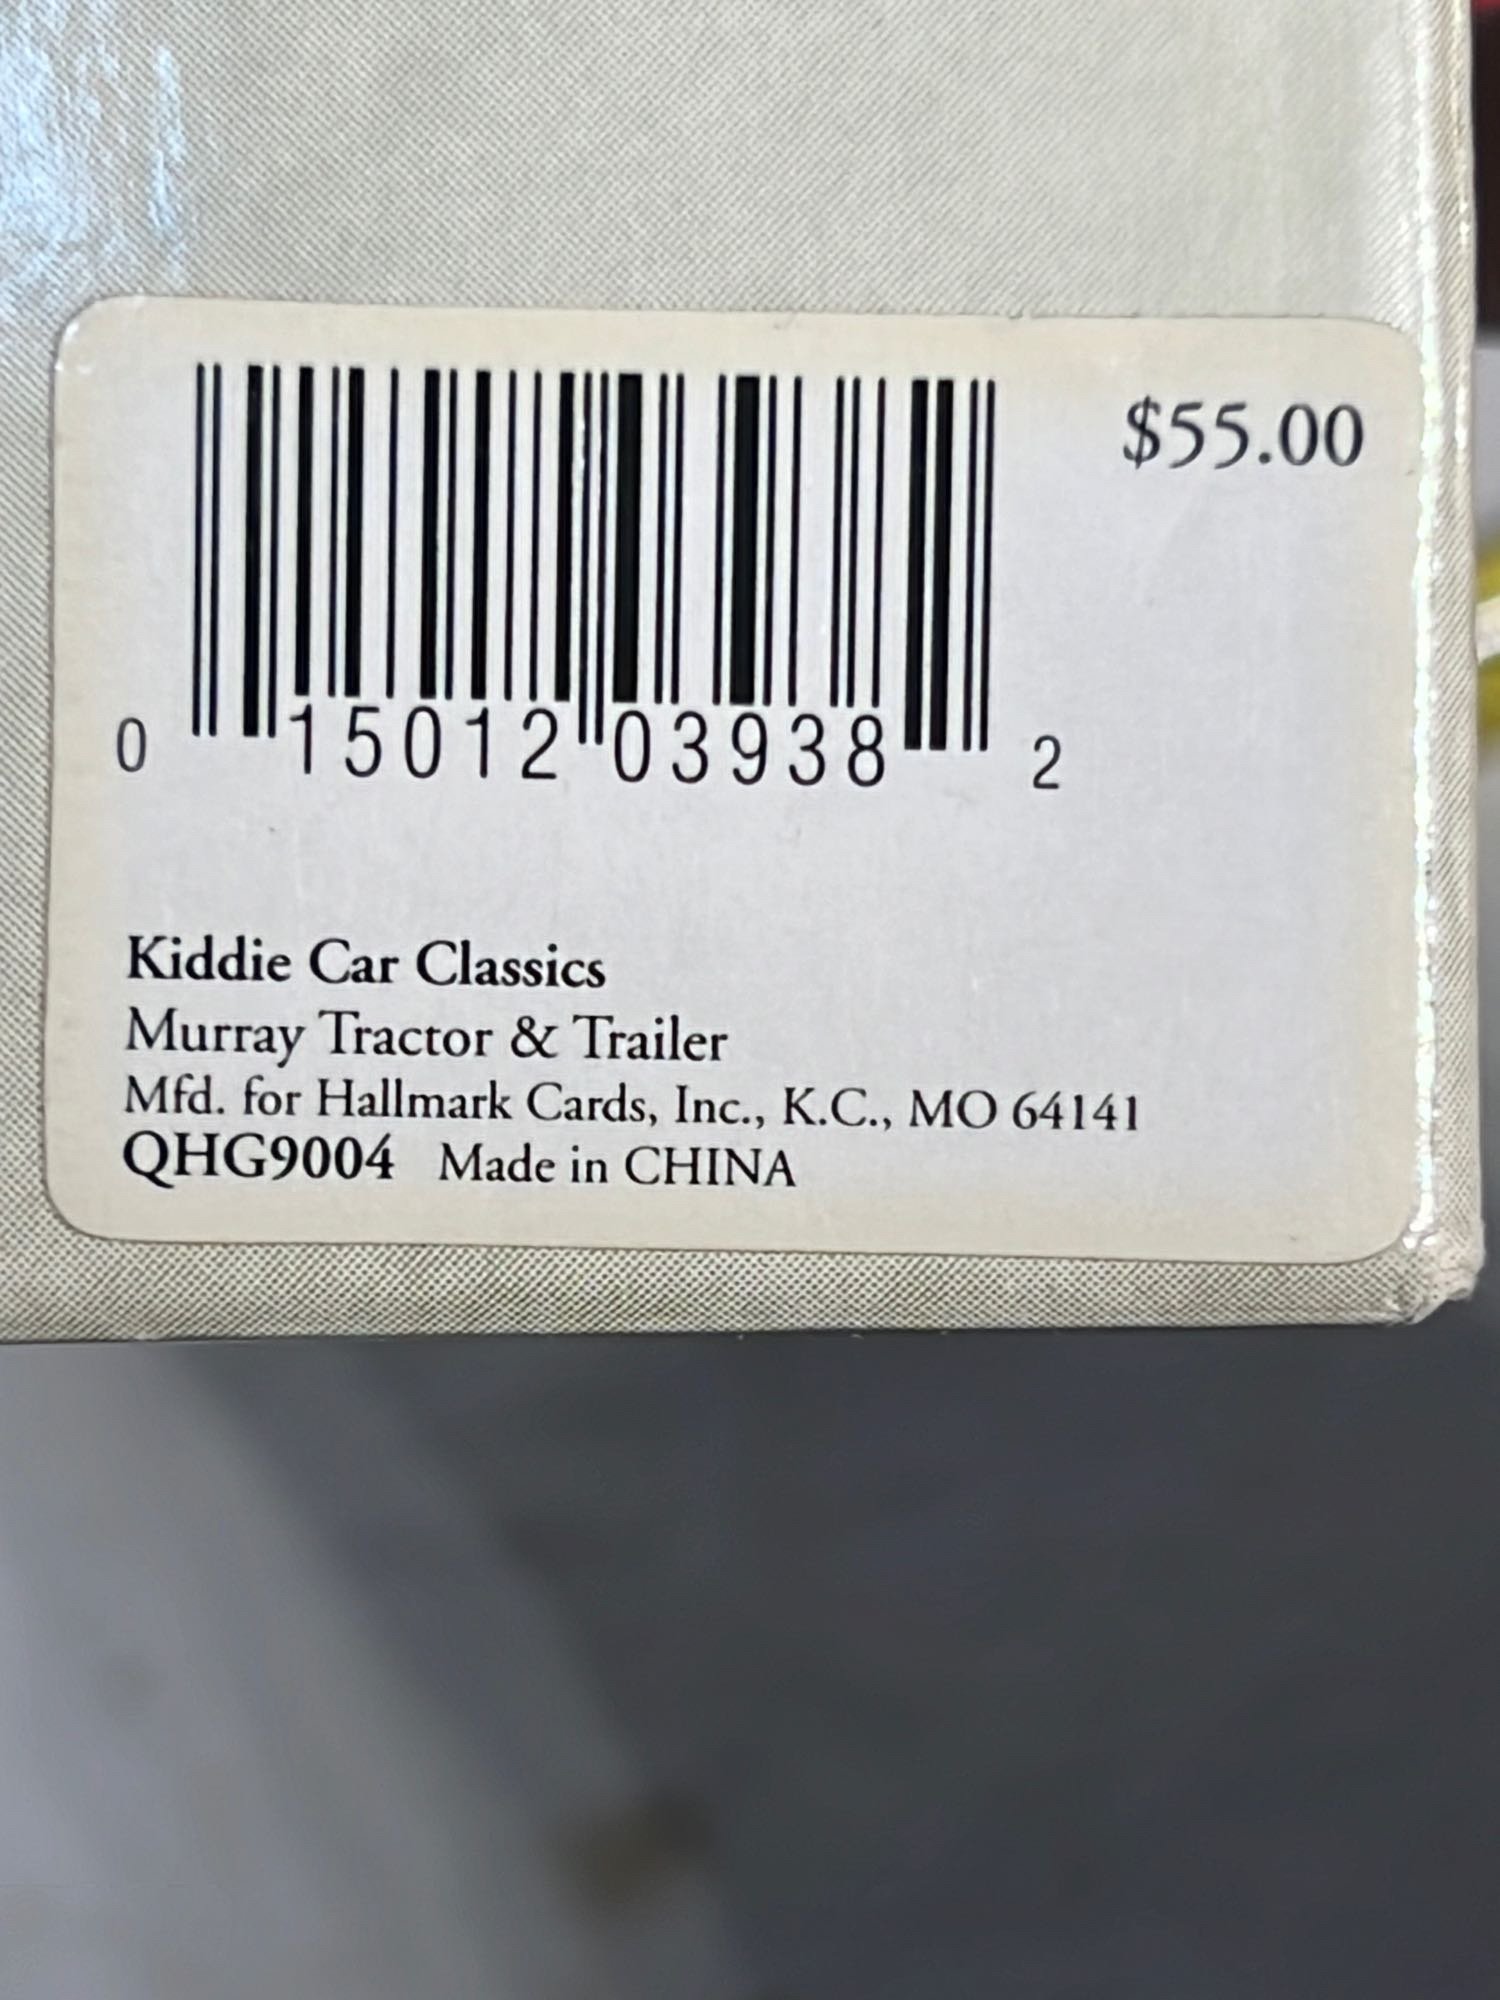 $55.00
0 15012 03938 2
Kiddie Car Classics
Murray Tractor & Trailer
Mfd. for Hallmark Cards, Inc., K.C., MO 64141
QHG9004 Made in CHINA